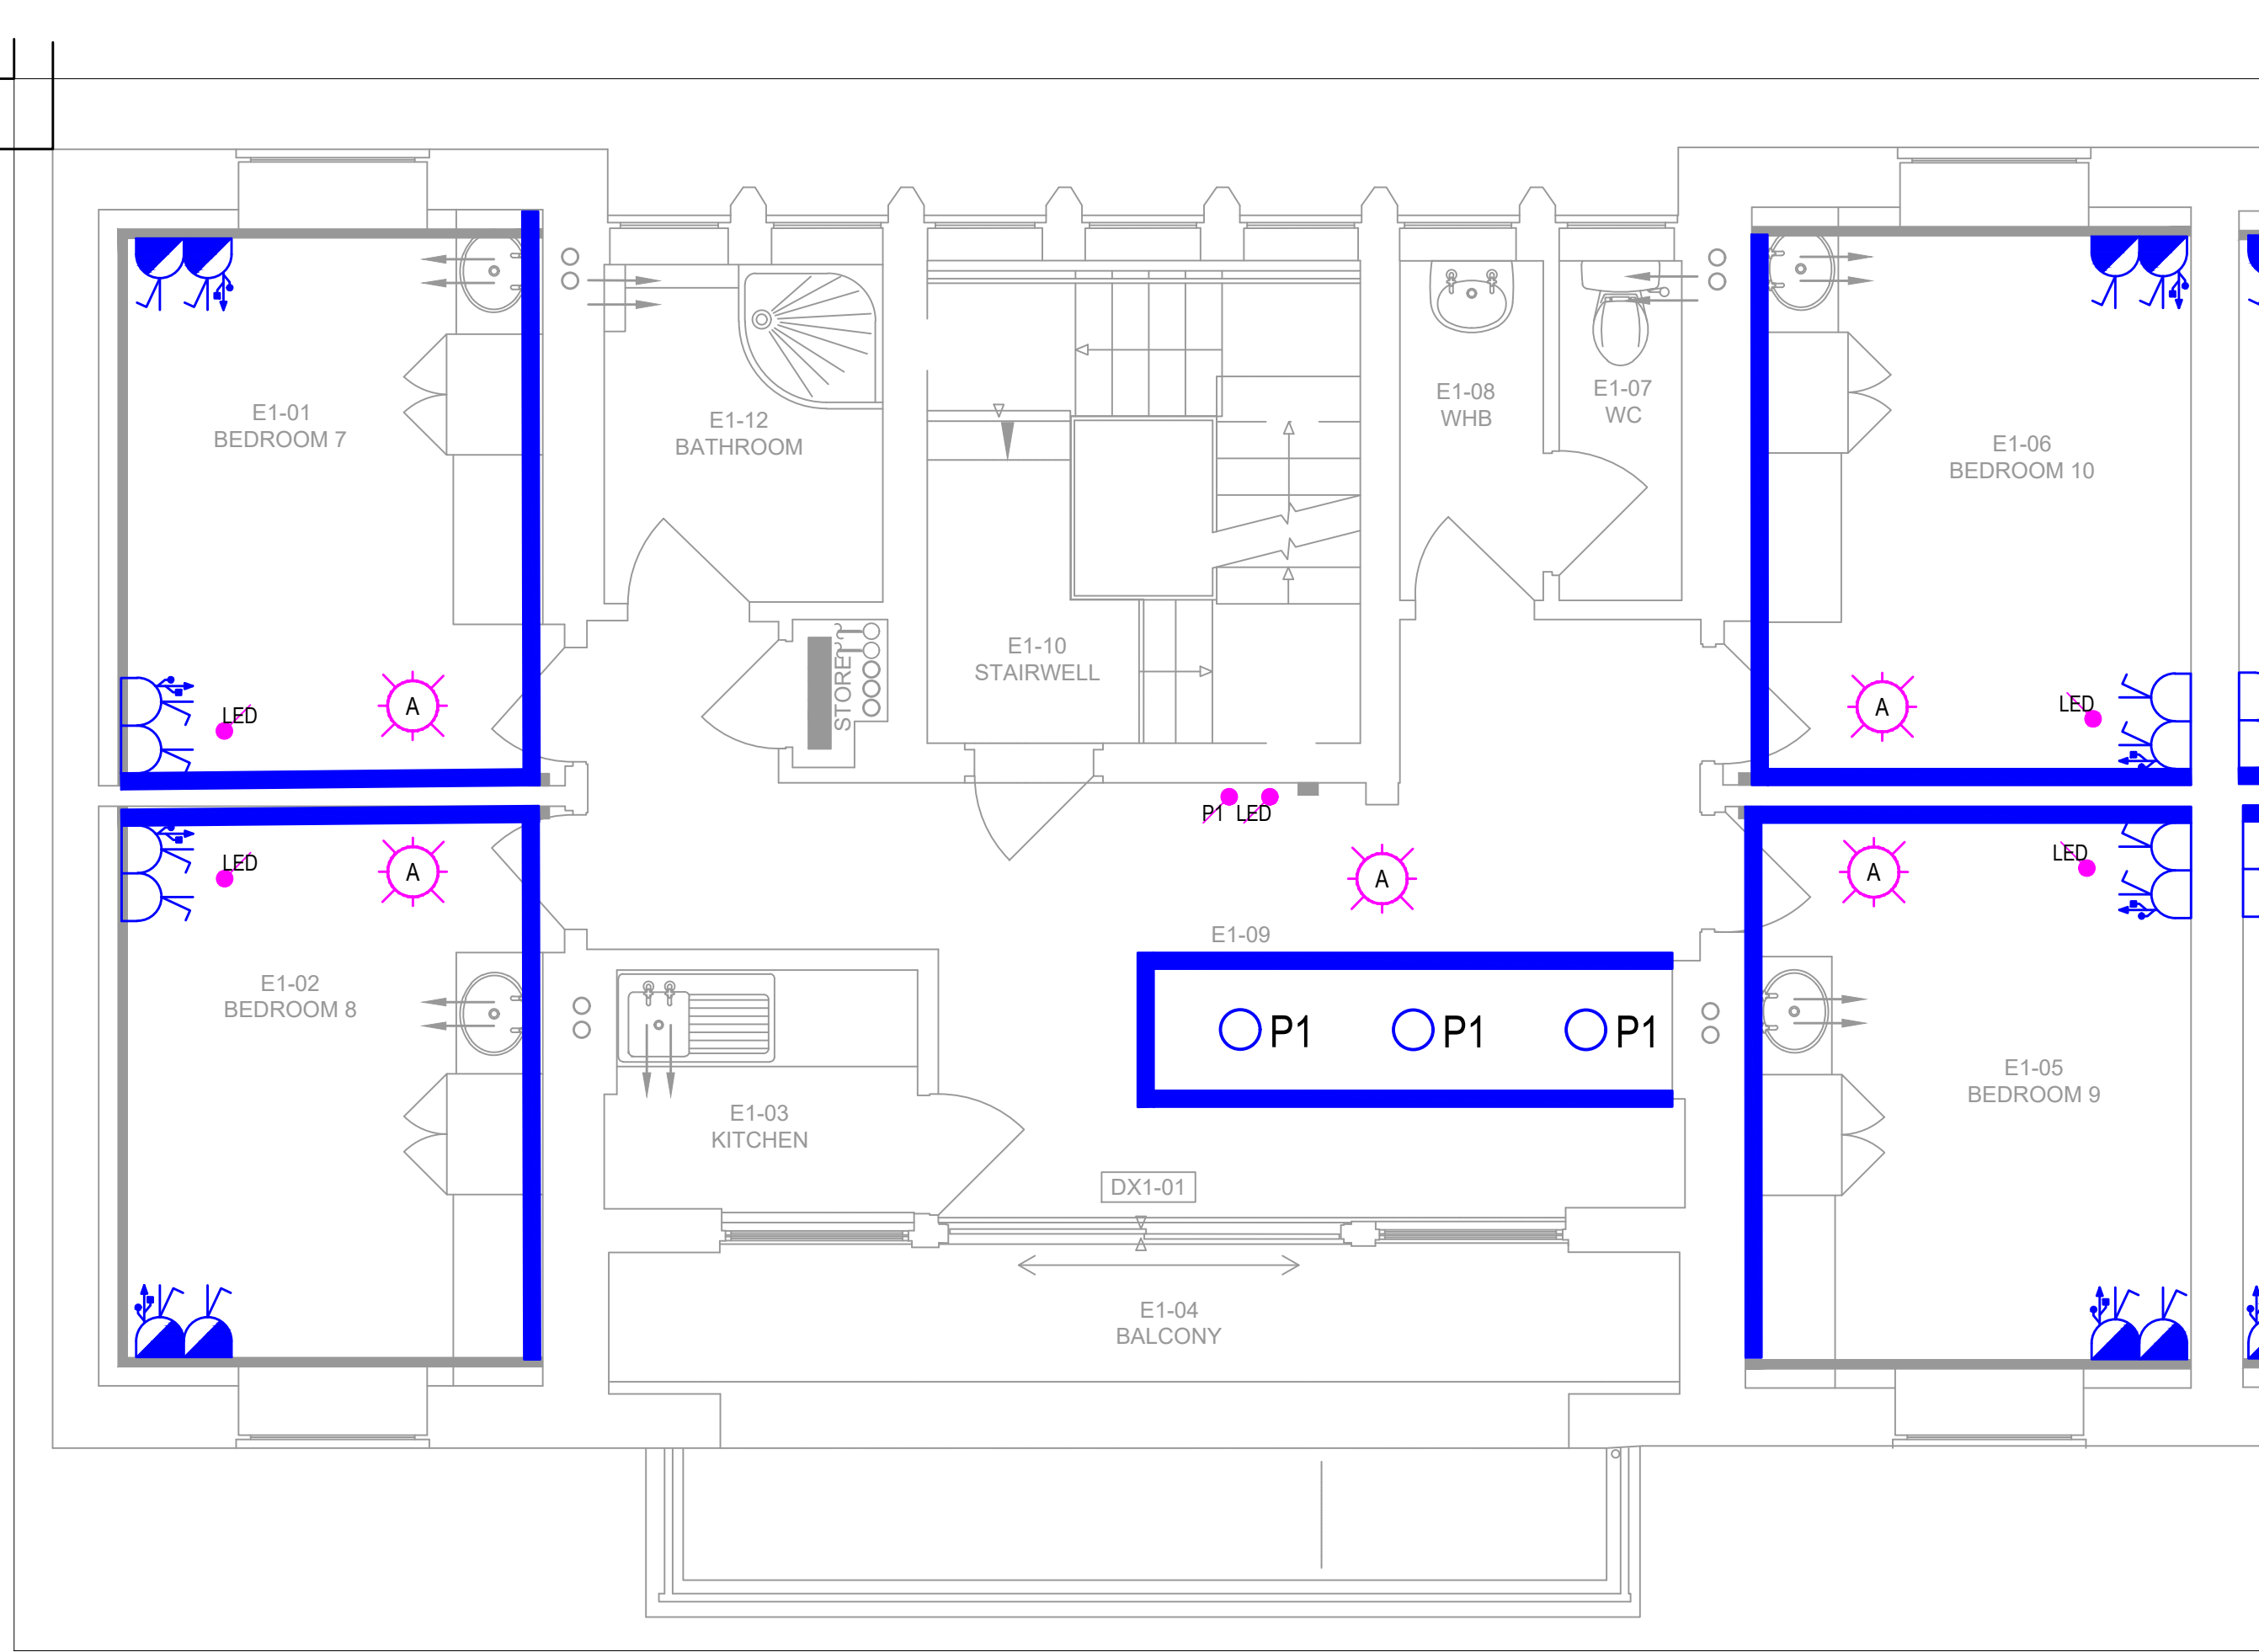 E1-01
BEDROOM 7
E1-12
BATHROOM
E1-08
WHB
E1-07
WC
E1-06
BEDROOM 10
E1-10
STAIRWELL
STORE
LED
A
A
LED
P1 LED
LED
A
A
A
LED
E1-09
E1-02
BEDROOM 8
P1
P1
P1
E1-05
BEDROOM 9
E1-03
KITCHEN
DX1-01
E1-04
BALCONY